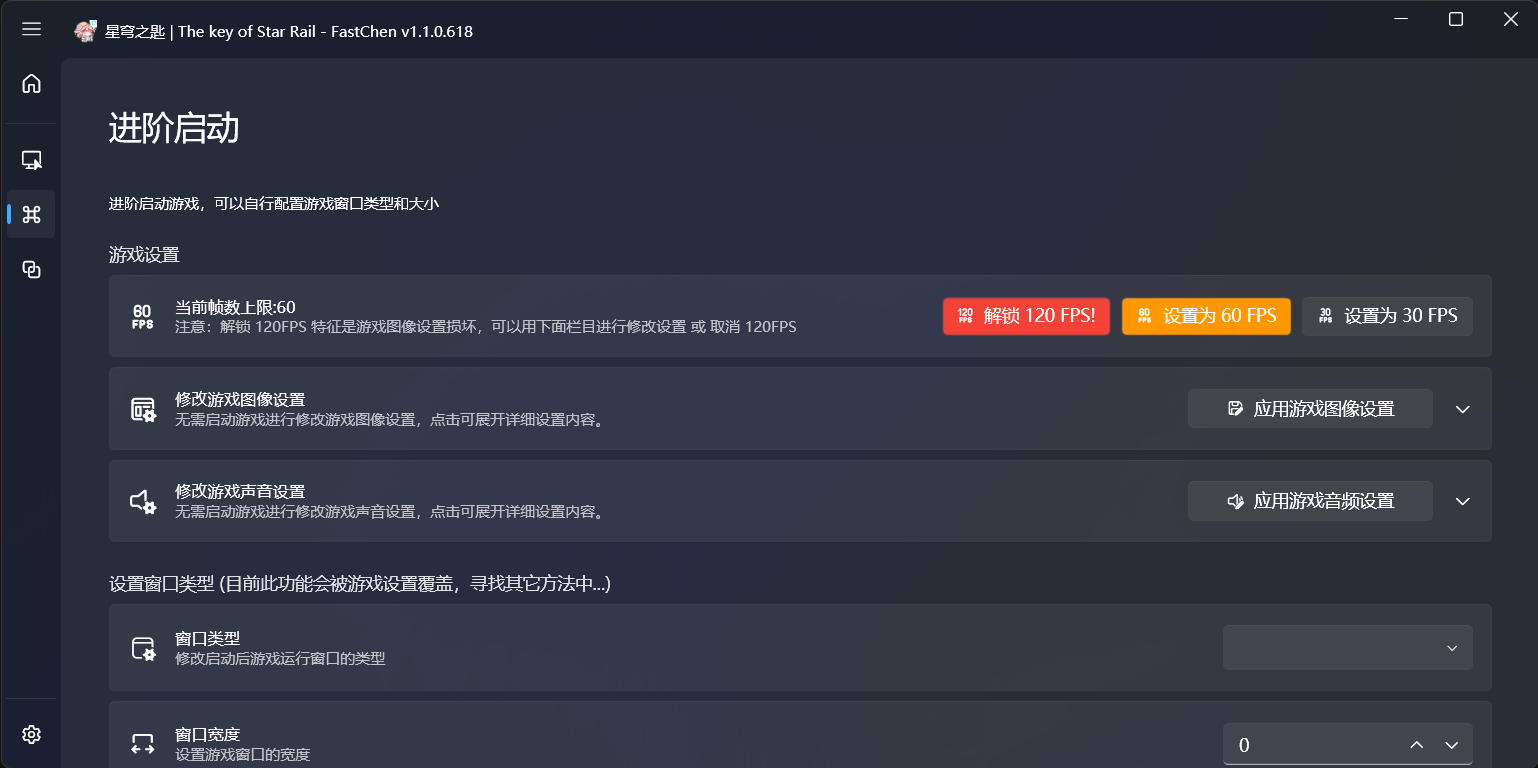 星穹之匙 | The key of Star Rail - FastChen v1.1.0.618
进阶启动
进阶启动游戏，可以自行配置游戏窗口类型和大小
游戏设置
60 FPS
当前帧数上限:60
注意：解锁 120FPS 特征是游戏图像设置损坏，可以用下面栏目进行修改设置 或 取消 120FPS
120 FPS 解锁 120 FPS!
60 FPS 设置为 60 FPS
30 FPS 设置为 30 FPS
修改游戏图像设置
无需启动游戏进行修改游戏图像设置，点击可展开详细设置内容。
应用游戏图像设置
修改游戏声音设置
无需启动游戏进行修改游戏声音设置，点击可展开详细设置内容。
应用游戏音频设置
设置窗口类型 (目前此功能会被游戏设置覆盖，寻找其它方法中...)
窗口类型
修改启动后游戏运行窗口的类型
窗口宽度
设置游戏窗口的宽度
0